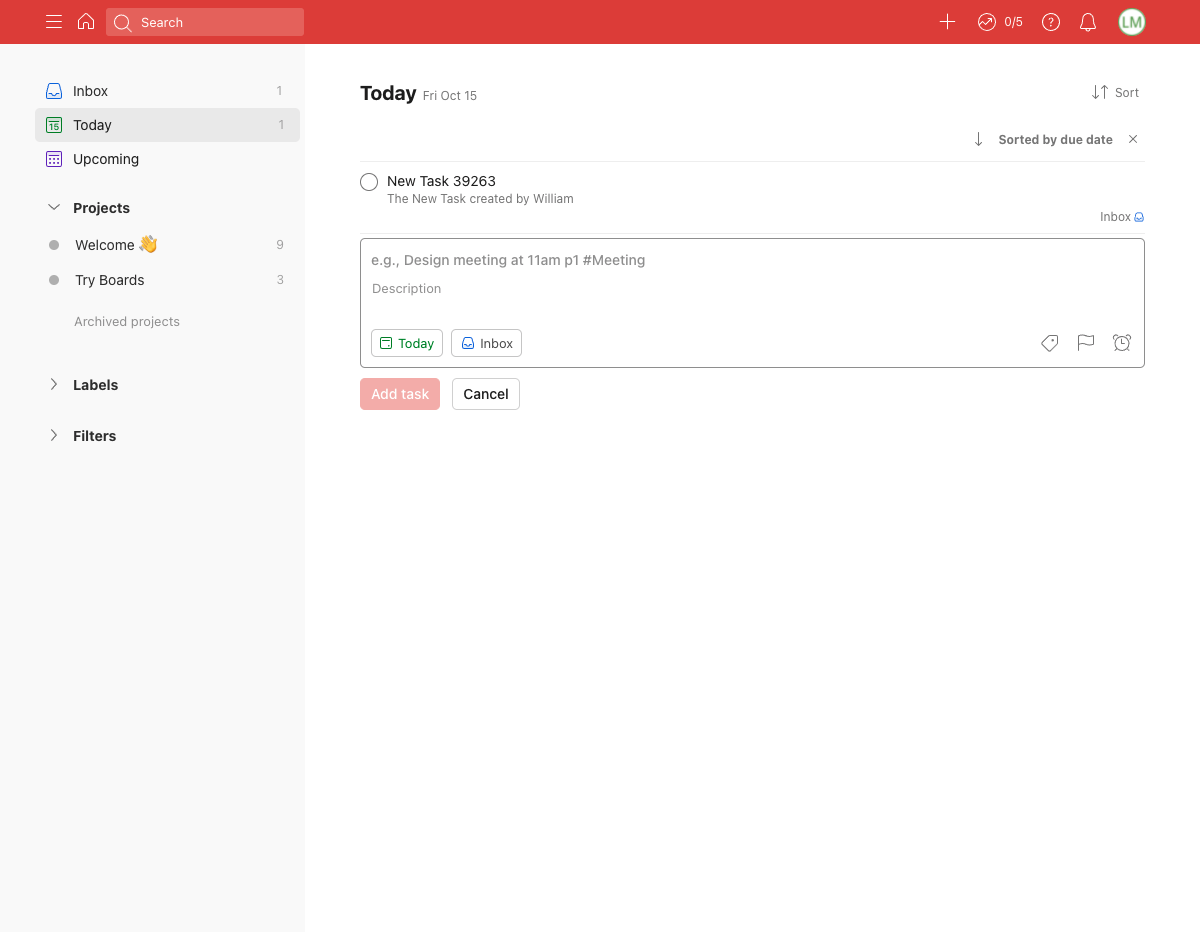 Search
0/5
?
LM
Inbox 1
15 Today 1
Upcoming
Projects
Welcome 👋 9
Try Boards 3
Archived projects
Labels
Filters
Today Fri Oct 15
Sort
Sorted by due date
New Task 39263
The New Task created by William
Inbox
e.g., Design meeting at 11am p1 #Meeting
Description
Today Inbox
Add task Cancel